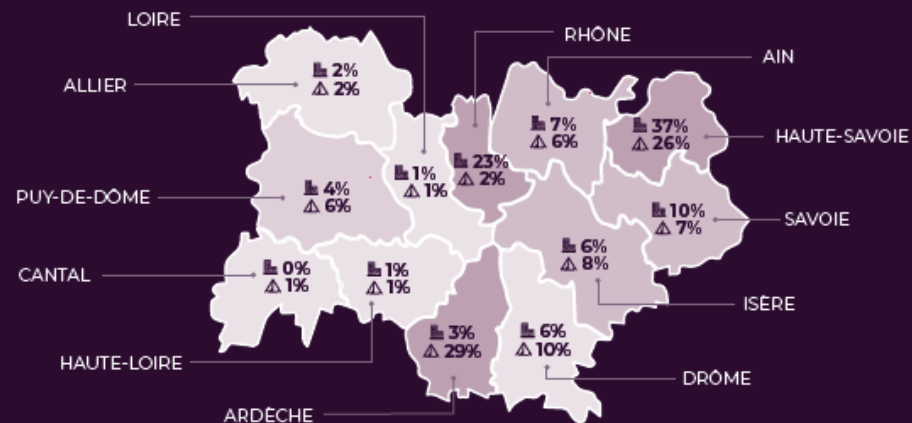 LOIRE
RHÔNE
AIN
ALLIER
2%
2%
7%
6%
37%
26%
HAUTE-SAVOIE
23%
2%
1%
1%
PUY-DE-DÔME
4%
6%
10%
7%
SAVOIE
6%
8%
CANTAL
0%
1%
1%
1%
ISÈRE
3%
29%
6%
10%
HAUTE-LOIRE
DRÔME
ARDÈCHE